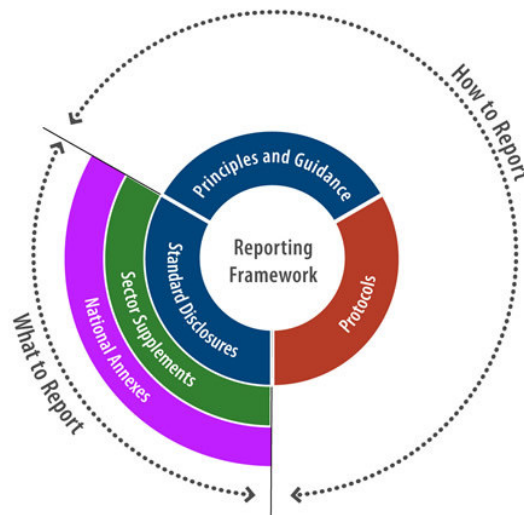 How to Report
Principles and Guidance
Reporting
Framework
Protocols
Standard Disclosures
Sector Supplements
National Annexes
What to Report